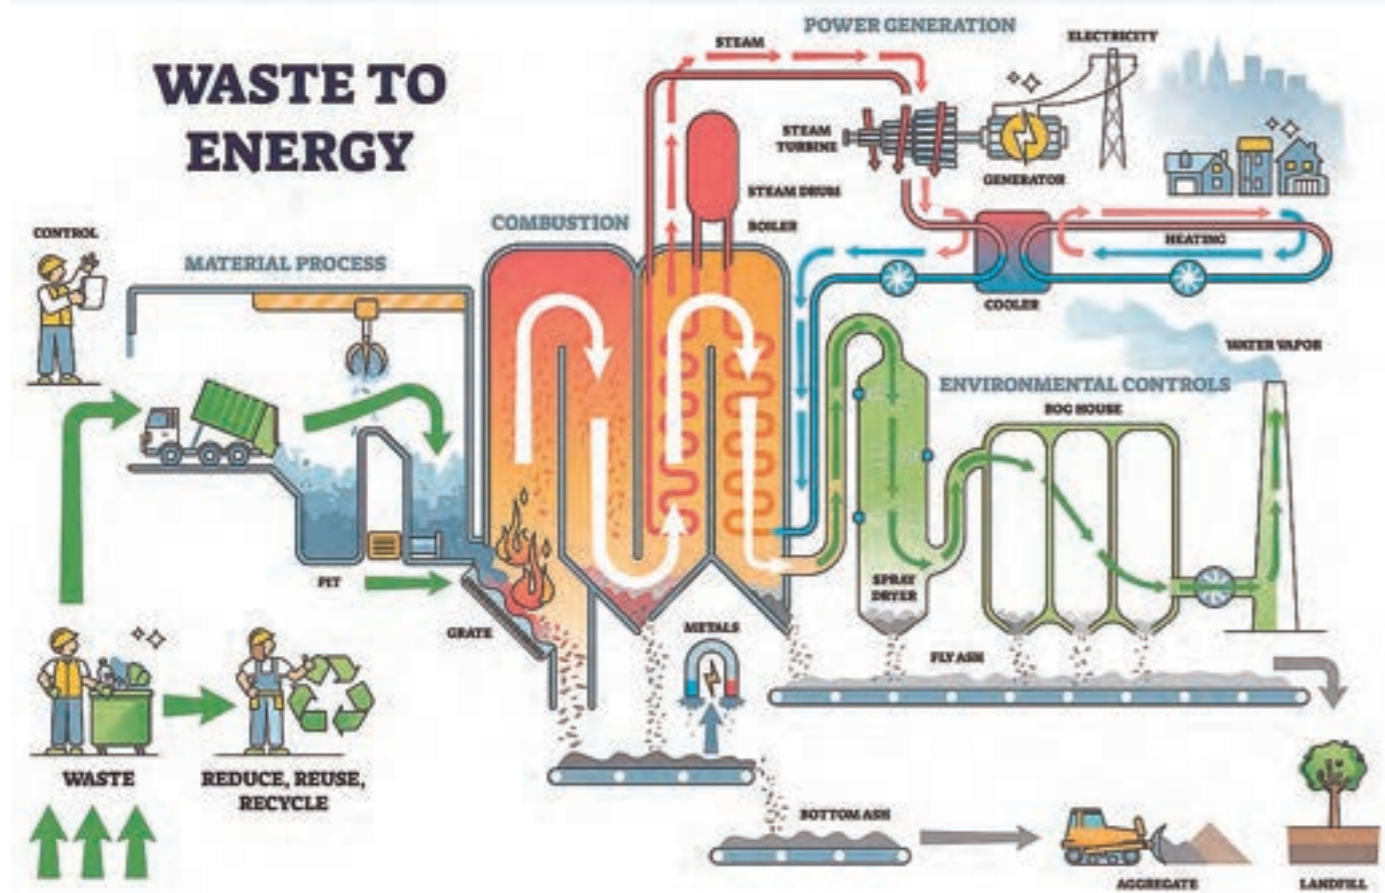 WASTE TO
ENERGY
POWER GENERATION
STEAM
ELECTRICITY
STEAM
TURBINE
GENERATOR
STEAM DRUM
BOILER
COMBUSTION
CONTROL
MATERIAL PROCESS
HEATING
COOLER
WATER VAPOR
ENVIRONMENTAL CONTROLS
BOG HOUSE
PIT
GRATE
SPRAY
DRYER
METALS
FLY ASH
WASTE
REDUCE, REUSE,
RECYCLE
BOTTOM ASH
AGGREGATE
LANDFILL